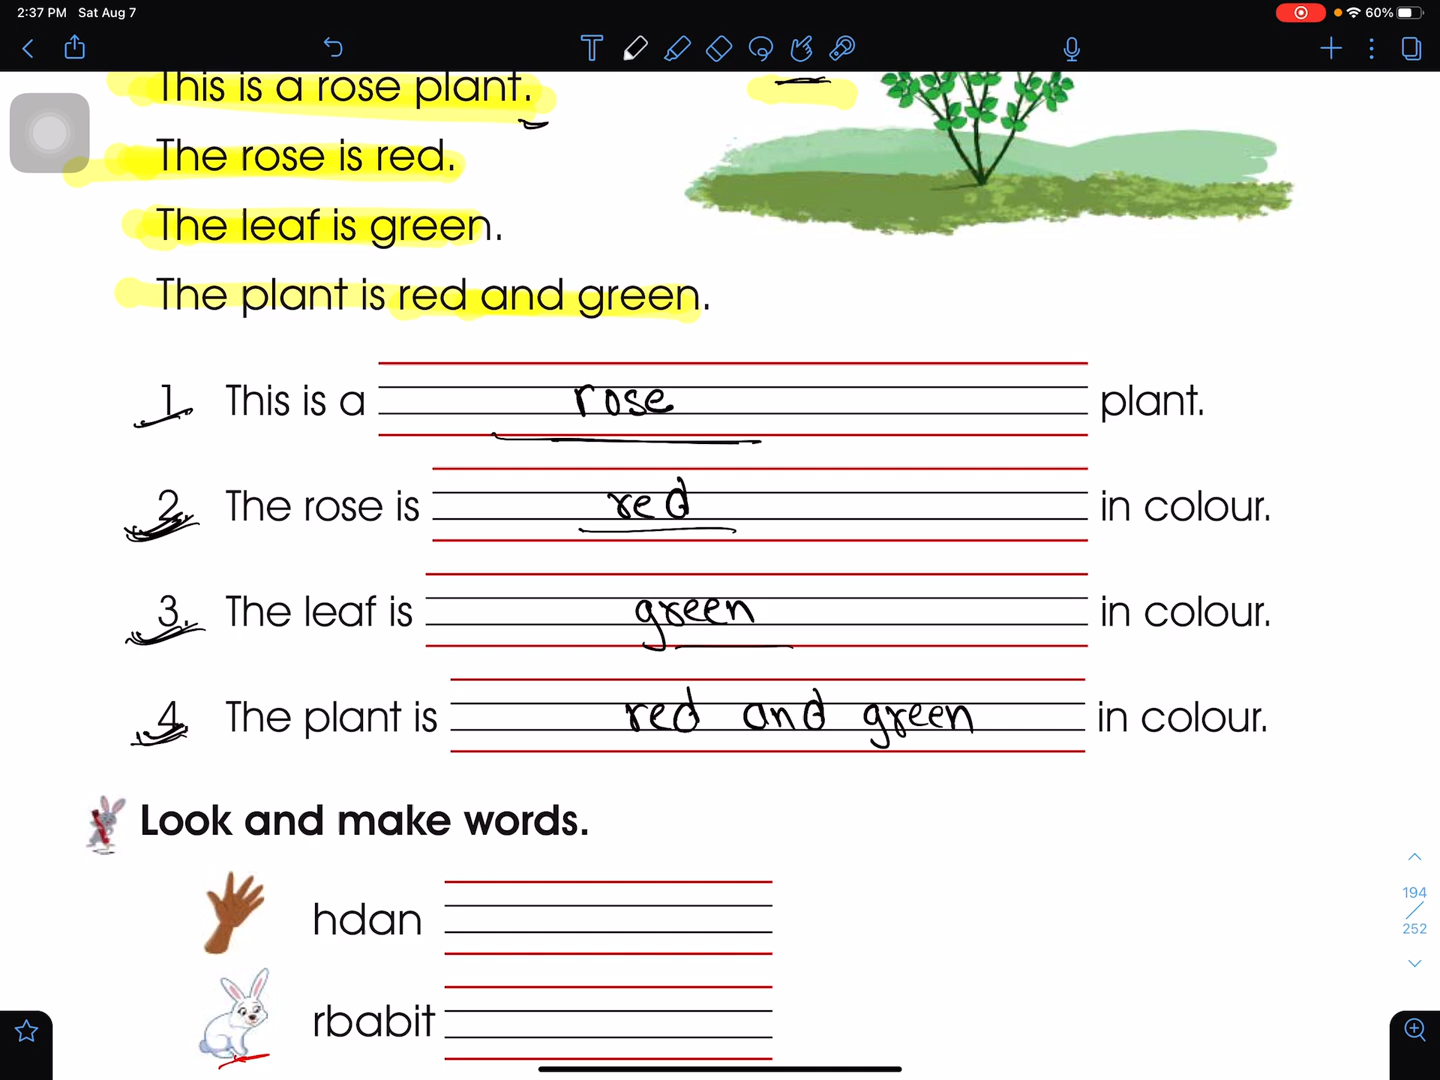 2:37 PM Sat Aug 7
60%
T
This is a rose plant.
The rose is red.
The leaf is green.
The plant is red and green.
1. This is a rose plant.
2. The rose is red in colour.
3. The leaf is green in colour.
4. The plant is red and green in colour.
Look and make words.
hdan
194
252
rbabit